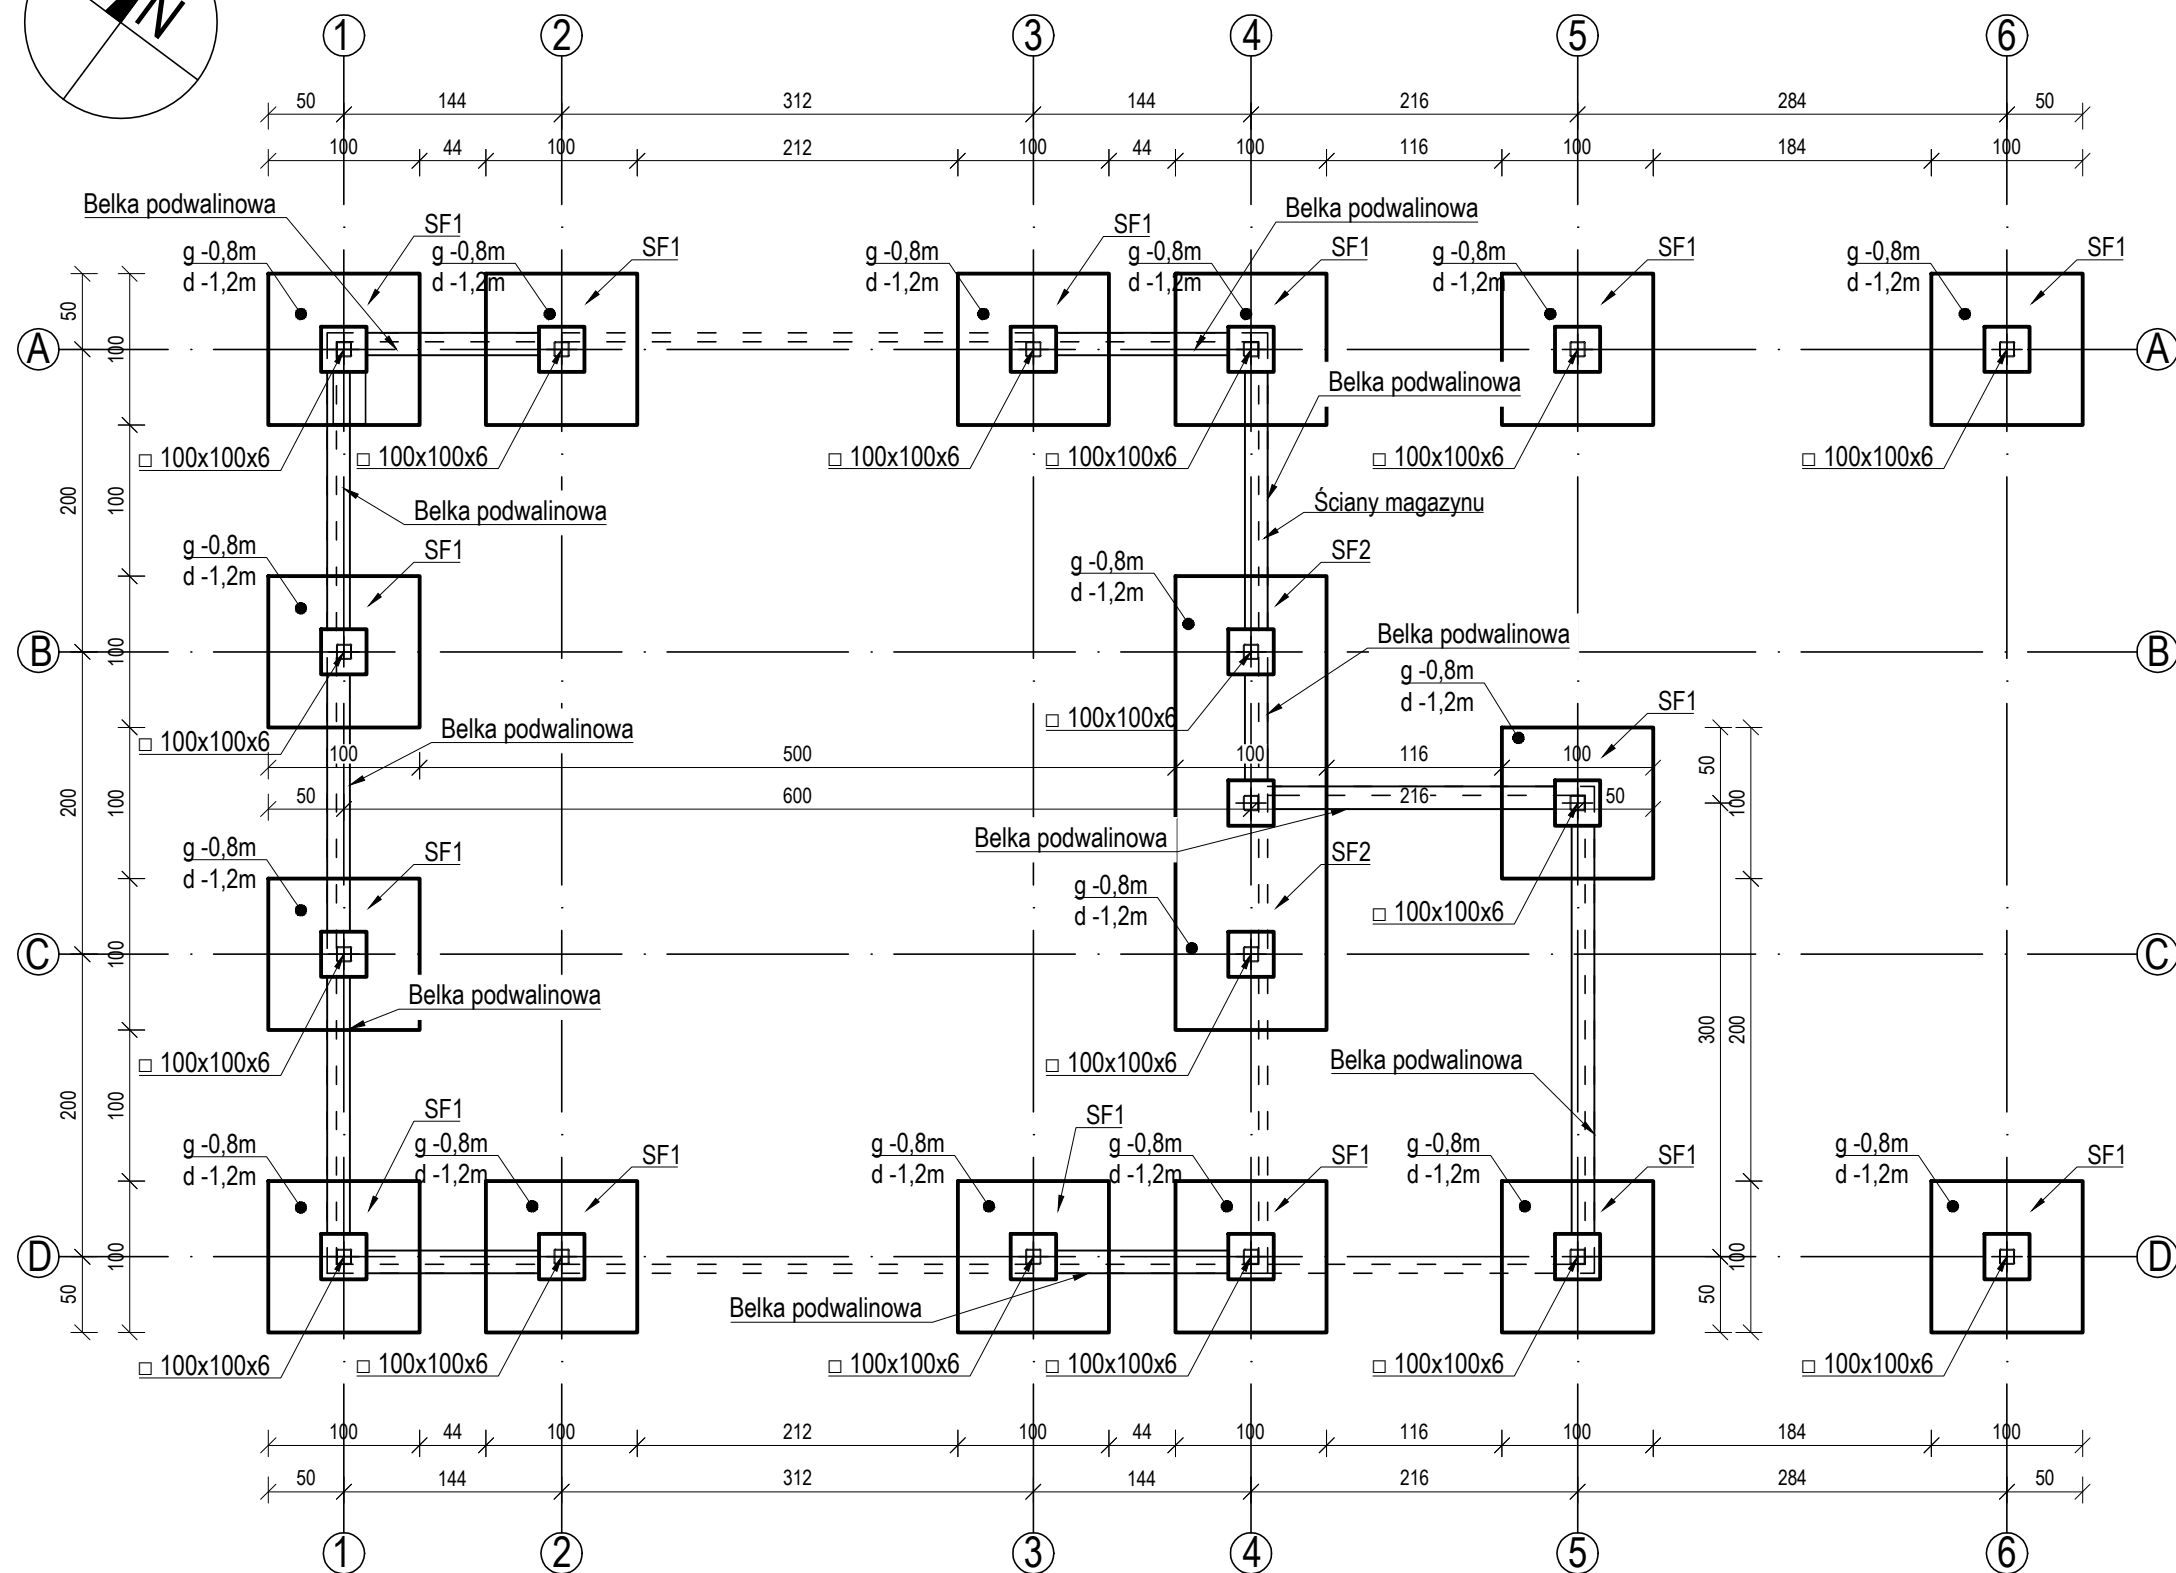 N
1 2 3 4 5 6
50 144 312 144 216 284 50
100 44 100 212 100 44 100 116 100 184 100
Belka podwalinowa
Belka podwalinowa
SF1
SF1
SF1
SF1
SF1
SF1
g -0,8m
d -1,2m
g -0,8m
d -1,2m
g -0,8m
d -1,2m
g -0,8m
d -1,2m
g -0,8m
d -1,2m
g -0,8m
d -1,2m
50
100
A
A
Belka podwalinowa
□ 100x100x6
□ 100x100x6
□ 100x100x6
□ 100x100x6
□ 100x100x6
□ 100x100x6
200
100
Belka podwalinowa
Ściany magazynu
g -0,8m
d -1,2m
SF1
g -0,8m
d -1,2m
SF2
B
100
B
Belka podwalinowa
g -0,8m
d -1,2m
SF1
□ 100x100x6
Belka podwalinowa
□ 100x100x6
100 500 100 116 100
50 600 216 50
200
100
50
100
Belka podwalinowa
g -0,8m
d -1,2m
SF1
SF2
g -0,8m
d -1,2m
□ 100x100x6
C
100
C
Belka podwalinowa
300
200
□ 100x100x6
□ 100x100x6
Belka podwalinowa
200
100
SF1
SF1
g -0,8m
d -1,2m
g -0,8m
d -1,2m
SF1
g -0,8m
d -1,2m
g -0,8m
d -1,2m
SF1
g -0,8m
d -1,2m
SF1
g -0,8m
d -1,2m
SF1
D
100
100
D
50
50
Belka podwalinowa
□ 100x100x6
□ 100x100x6
□ 100x100x6
□ 100x100x6
□ 100x100x6
□ 100x100x6
100 44 100 212 100 44 100 116 100 184 100
50 144 312 144 216 284 50
1 2 3 4 5 6